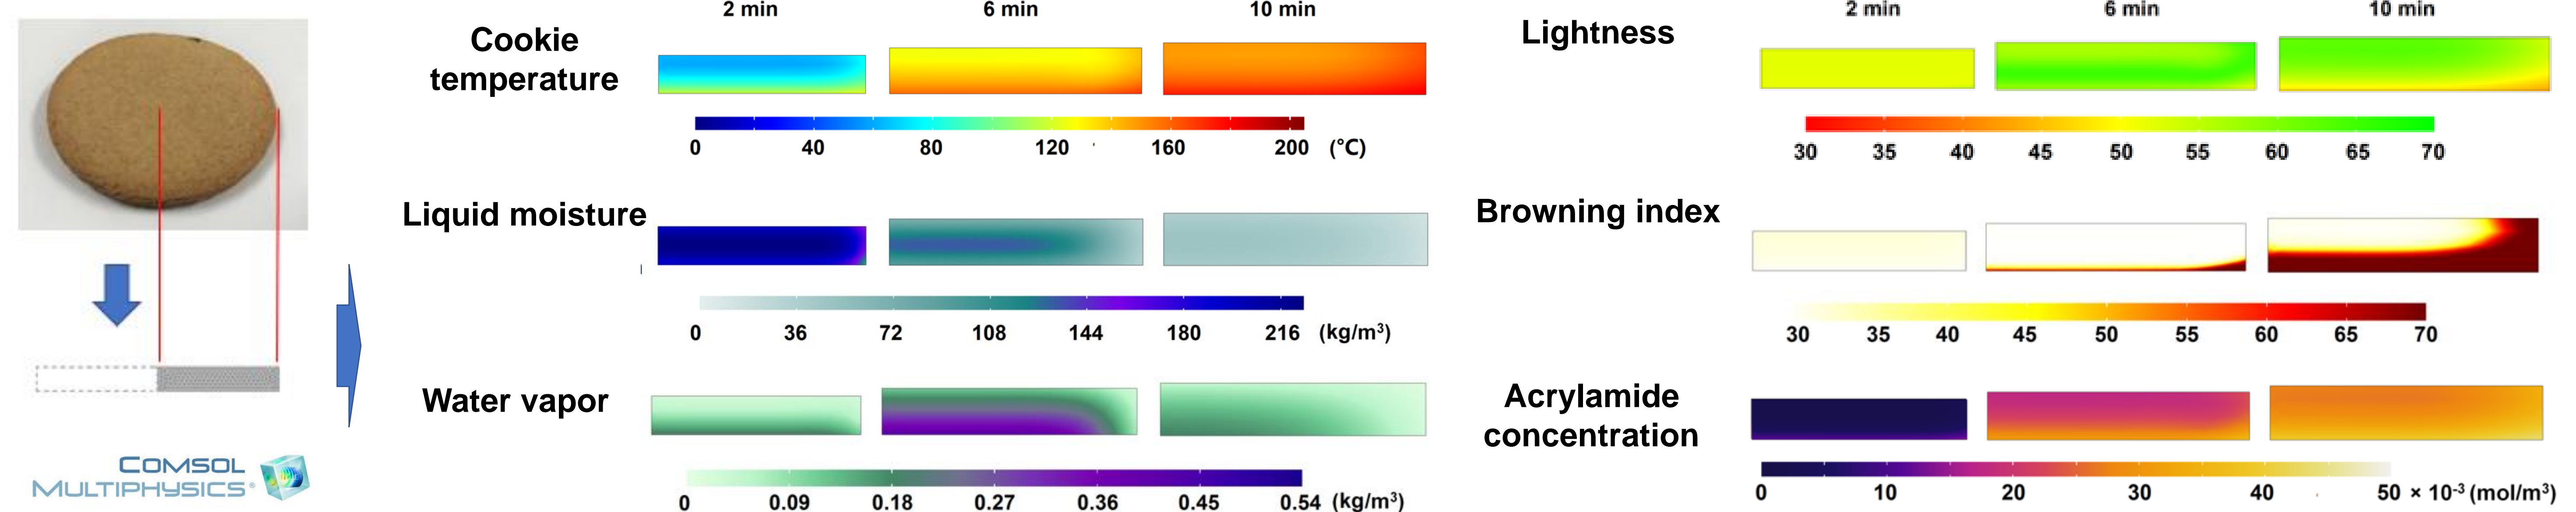 2 min 6 min 10 min
Cookie
temperature
0 40 80 120 160 200 (°C)
Liquid moisture
0 36 72 108 144 180 216 (kg/m³)
Water vapor
0 0.09 0.18 0.27 0.36 0.45 0.54 (kg/m³)
COMSOL
MULTIPHYSICS®
2 min 6 min 10 min
Lightness
30 35 40 45 50 55 60 65 70
Browning index
30 35 40 45 50 55 60 65 70
Acrylamide
concentration
0 10 20 30 40 50 × 10⁻³ (mol/m³)